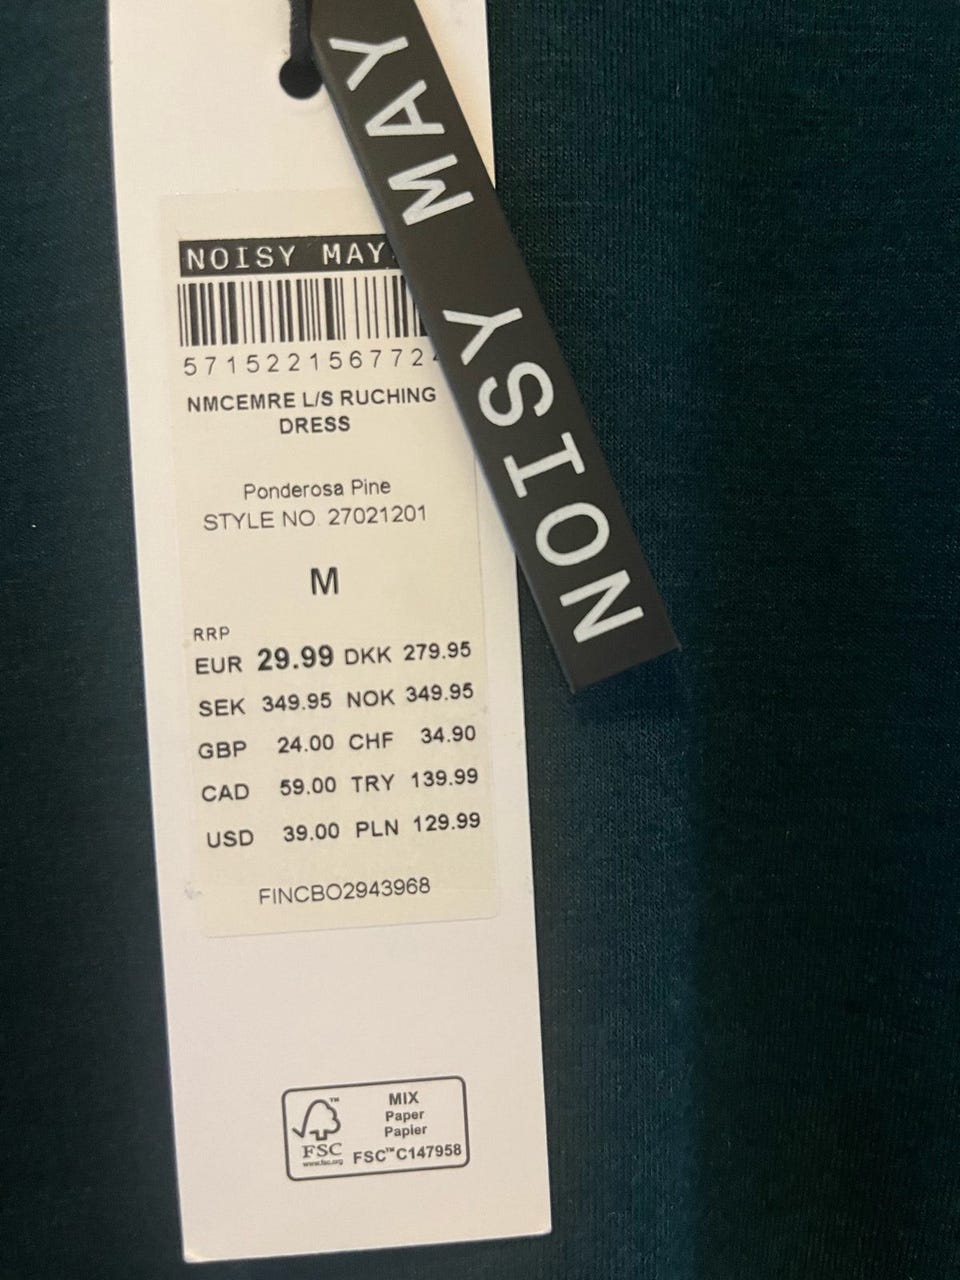 NOISY MAY
NOISY MAY
5715221567724
NMCEMRE L/S RUCHING
DRESS
Ponderosa Pine
STYLE NO. 27021201
M
RRP
EUR 29.99 DKK 279.95
SEK 349.95 NOK 349.95
GBP 24.00 CHF 34.90
CAD 59.00 TRY 139.99
USD 39.00 PLN 129.99
FINCBO2943968
MIX
Paper
Papier
FSC™ C147958
™
FSC
www.fsc.org